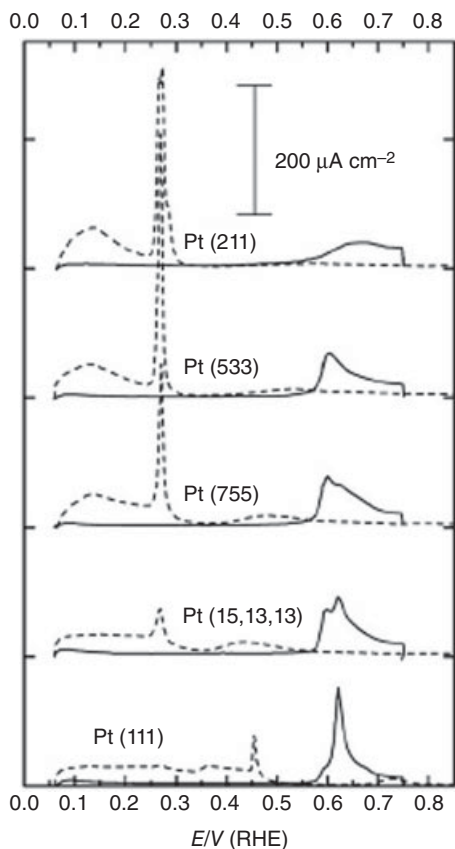 0.0 0.1 0.2 0.3 0.4 0.5 0.6 0.7 0.8
200 μA cm⁻²
Pt (211)
Pt (533)
Pt (755)
Pt (15,13,13)
Pt (111)
0.0 0.1 0.2 0.3 0.4 0.5 0.6 0.7 0.8
E/V (RHE)